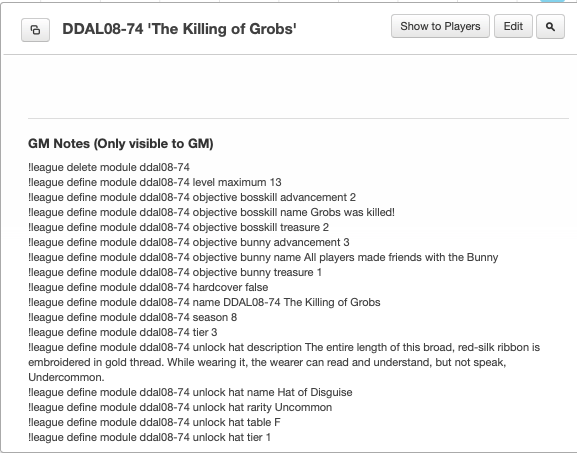 DDAL08-74 'The Killing of Grobs'
Show to Players
Edit
GM Notes (Only visible to GM)
!league delete module ddal08-74
!league define module ddal08-74 level maximum 13
!league define module ddal08-74 objective bosskill advancement 2
!league define module ddal08-74 objective bosskill name Grobs was killed!
!league define module ddal08-74 objective bosskill treasure 2
!league define module ddal08-74 objective bunny advancement 3
!league define module ddal08-74 objective bunny name All players made friends with the Bunny
!league define module ddal08-74 objective bunny treasure 1
!league define module ddal08-74 hardcover false
!league define module ddal08-74 name DDAL08-74 The Killing of Grobs
!league define module ddal08-74 season 8
!league define module ddal08-74 tier 3
!league define module ddal08-74 unlock hat description The entire length of this broad, red-silk ribbon is
embroidered in gold thread. While wearing it, the wearer can read and understand, but not speak,
Undercommon.
!league define module ddal08-74 unlock hat name Hat of Disguise
!league define module ddal08-74 unlock hat rarity Uncommon
!league define module ddal08-74 unlock hat table F
!league define module ddal08-74 unlock hat tier 1